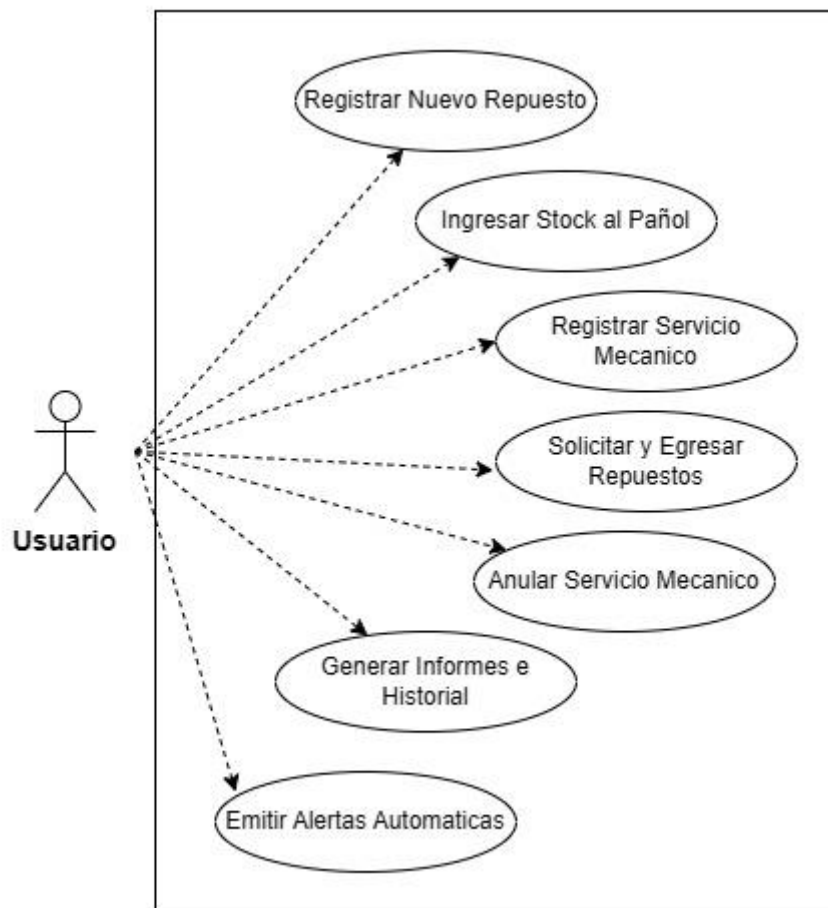 Registrar Nuevo Repuesto
Ingresar Stock al Pañol
Registrar Servicio
Mecanico
Solicitar y Egresar
Repuestos
Usuario
Anular Servicio Mecanico
Generar Informes e
Historial
Emitir Alertas Automaticas